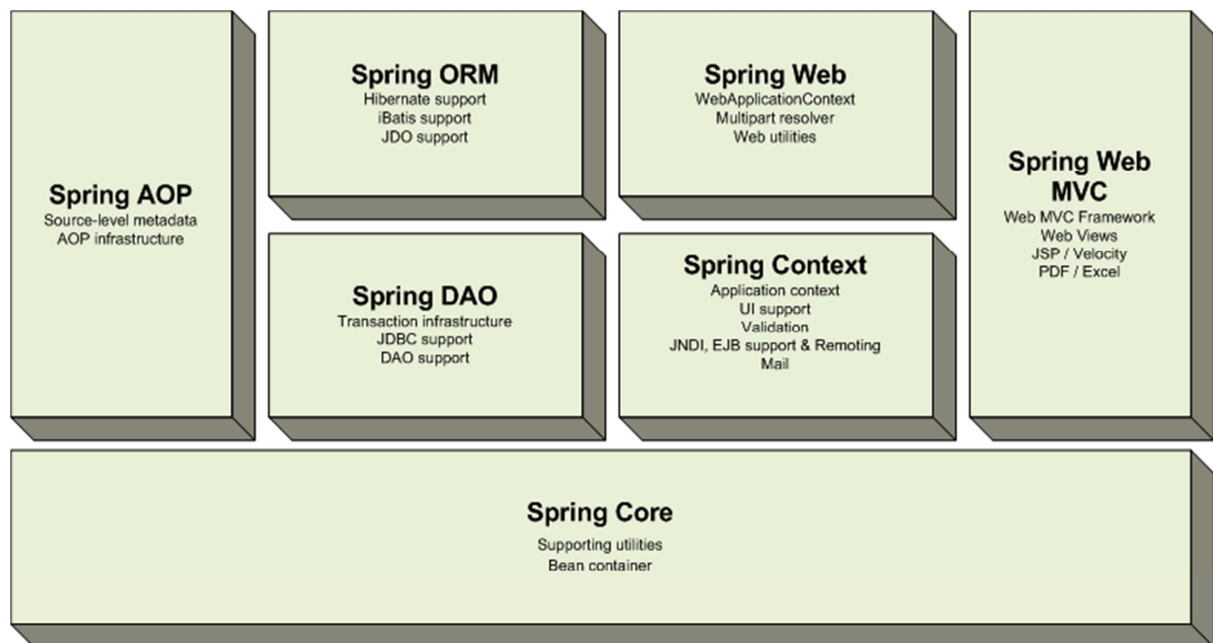 Spring AOP
Source-level metadata
AOP infrastructure
Spring ORM
Hibernate support
iBatis support
JDO support
Spring Web
WebApplicationContext
Multipart resolver
Web utilities
Spring Web
MVC
Web MVC Framework
Web Views
JSP / Velocity
PDF / Excel
Spring DAO
Transaction infrastructure
JDBC support
DAO support
Spring Context
Application context
UI support
Validation
JNDI, EJB support & Remoting
Mail
Spring Core
Supporting utilities
Bean container